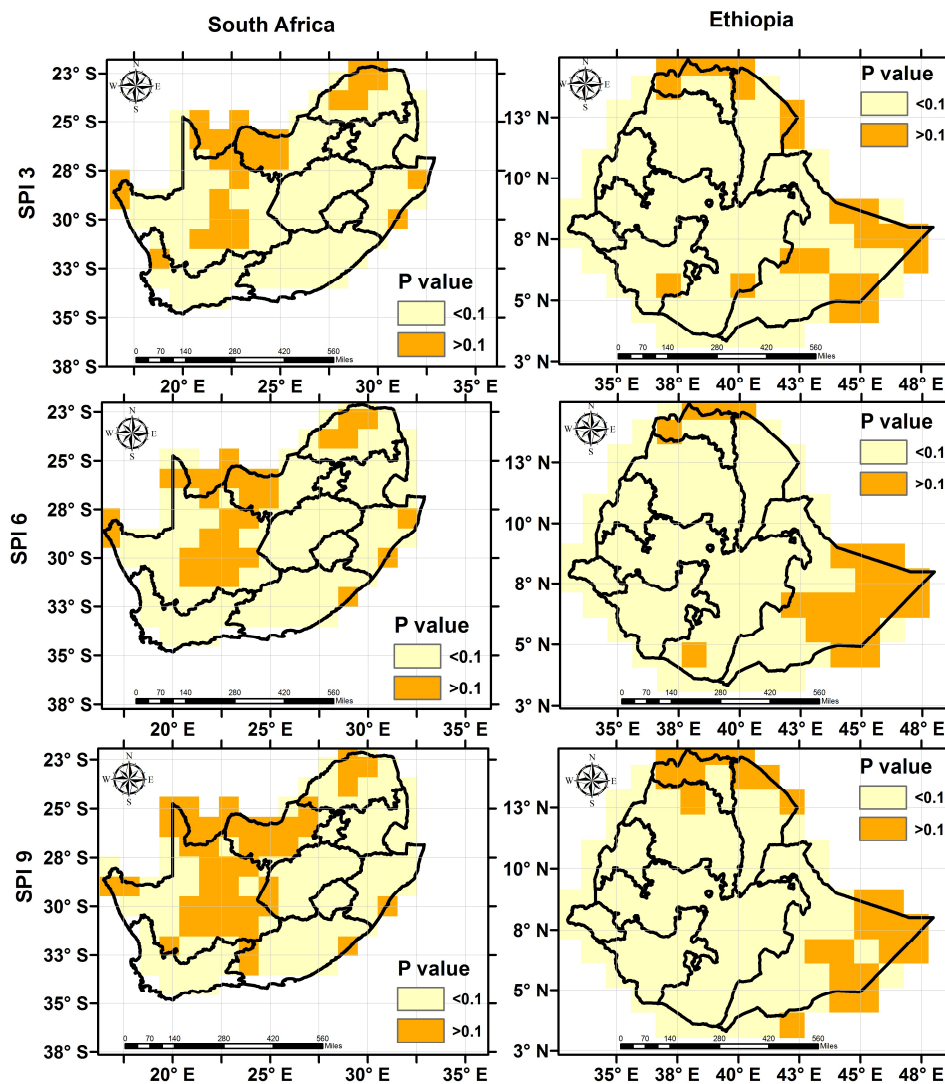 South Africa
Ethiopia
SPI 3
23° S
25° S
28° S
30° S
33° S
35° S
38° S
N
W E
S
P value
<0.1
>0.1
0 70 140 280 420 560
Miles
20° E 25° E 30° E 35° E
13° N
10° N
8° N
5° N
3° N
N
W E
S
P value
<0.1
>0.1
0 70 140 280 420 560
Miles
35° E 38° E 40° E 43° E 45° E 48° E
SPI 6
23° S
25° S
28° S
30° S
33° S
35° S
38° S
N
W E
S
P value
<0.1
>0.1
0 70 140 280 420 560
Miles
20° E 25° E 30° E 35° E
13° N
10° N
8° N
5° N
3° N
N
W E
S
P value
<0.1
>0.1
0 70 140 280 420 560
Miles
35° E 38° E 40° E 43° E 45° E 48° E
SPI 9
23° S
25° S
28° S
30° S
33° S
35° S
38° S
N
W E
S
P value
<0.1
>0.1
0 70 140 280 420 560
Miles
20° E 25° E 30° E 35° E
13° N
10° N
8° N
5° N
3° N
N
W E
S
P value
<0.1
>0.1
0 70 140 280 420 560
Miles
35° E 38° E 40° E 43° E 45° E 48° E